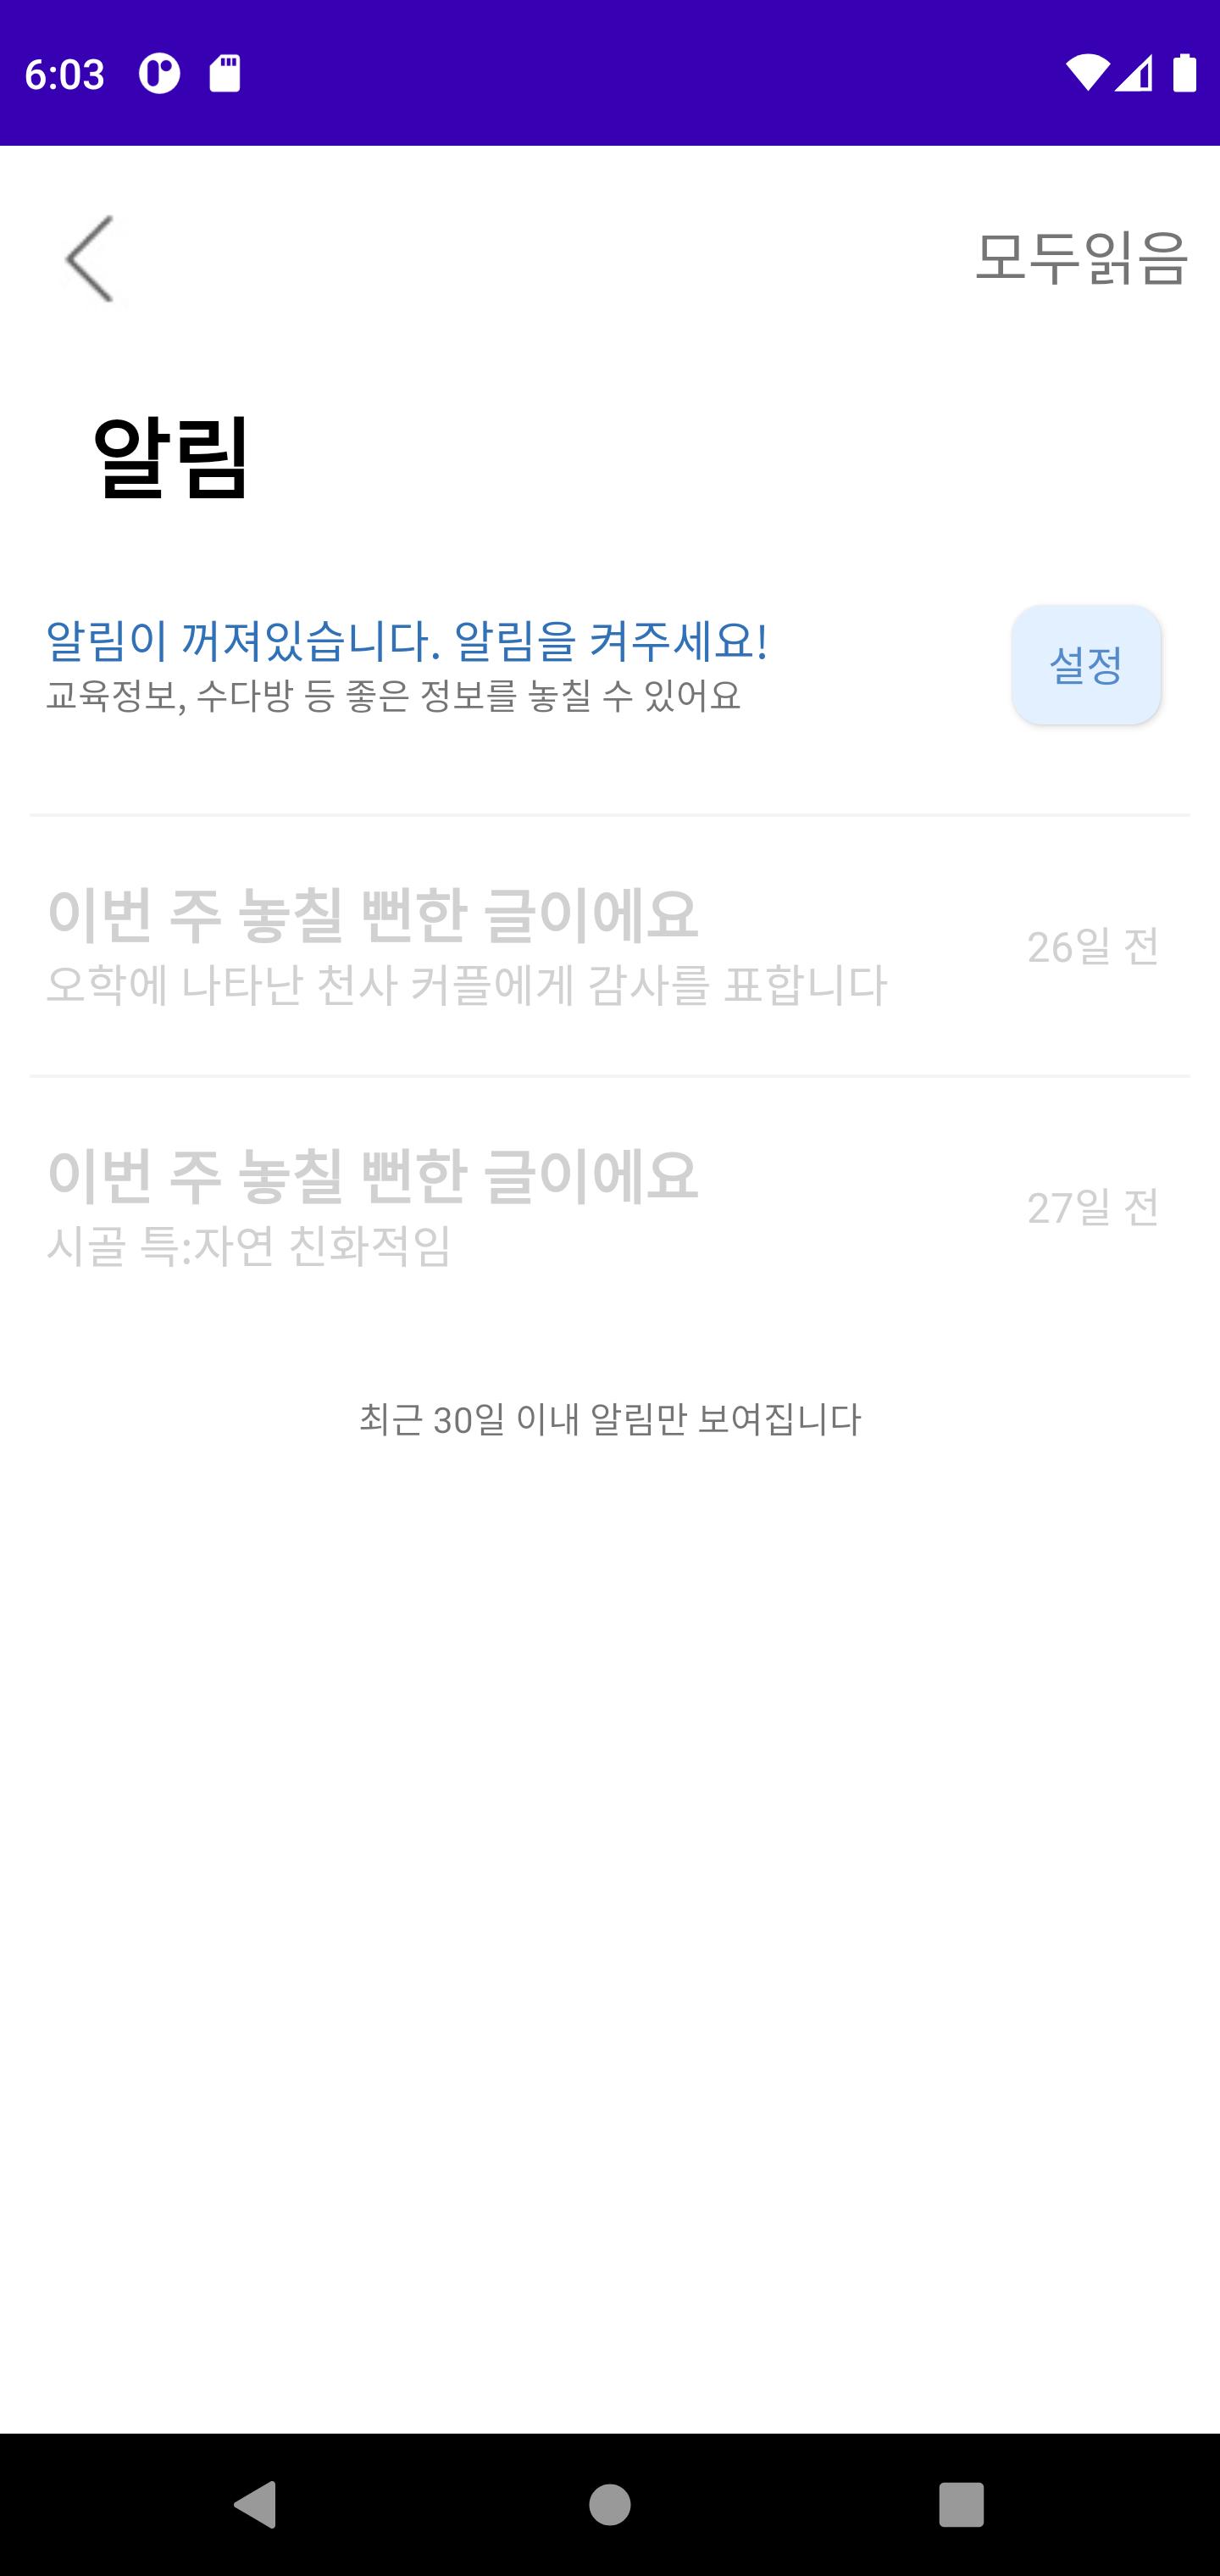 6:03
모두읽음
알림
알림이 꺼져있습니다. 알림을 켜주세요!
교육정보, 수다방 등 좋은 정보를 놓칠 수 있어요
설정
이번 주 놓칠 뻔한 글이에요
26일 전
오학에 나타난 천사 커플에게 감사를 표합니다
이번 주 놓칠 뻔한 글이에요
27일 전
시골 특:자연 친화적임
최근 30일 이내 알림만 보여집니다